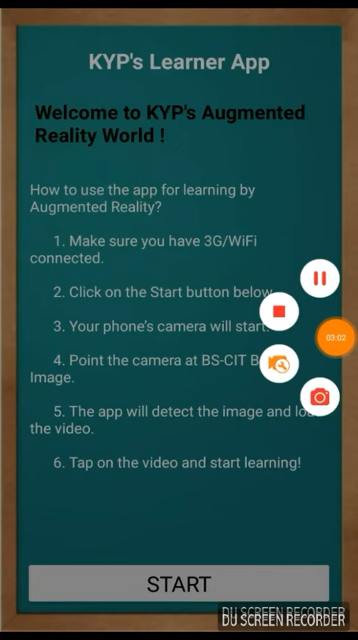 KYP's Learner App
Welcome to KYP's Augmented
Reality World !
How to use the app for learning by
Augmented Reality?
1. Make sure you have 3G/WiFi
connected.
2. Click on the Start button below
3. Your phone's camera will start.
4. Point the camera at BS-CIT
Image.
5. The app will detect the image and
the video.
6. Tap on the video and start learning!
03:02
START
DU SCREEN RECORDER
DU SCREEN RECORDER